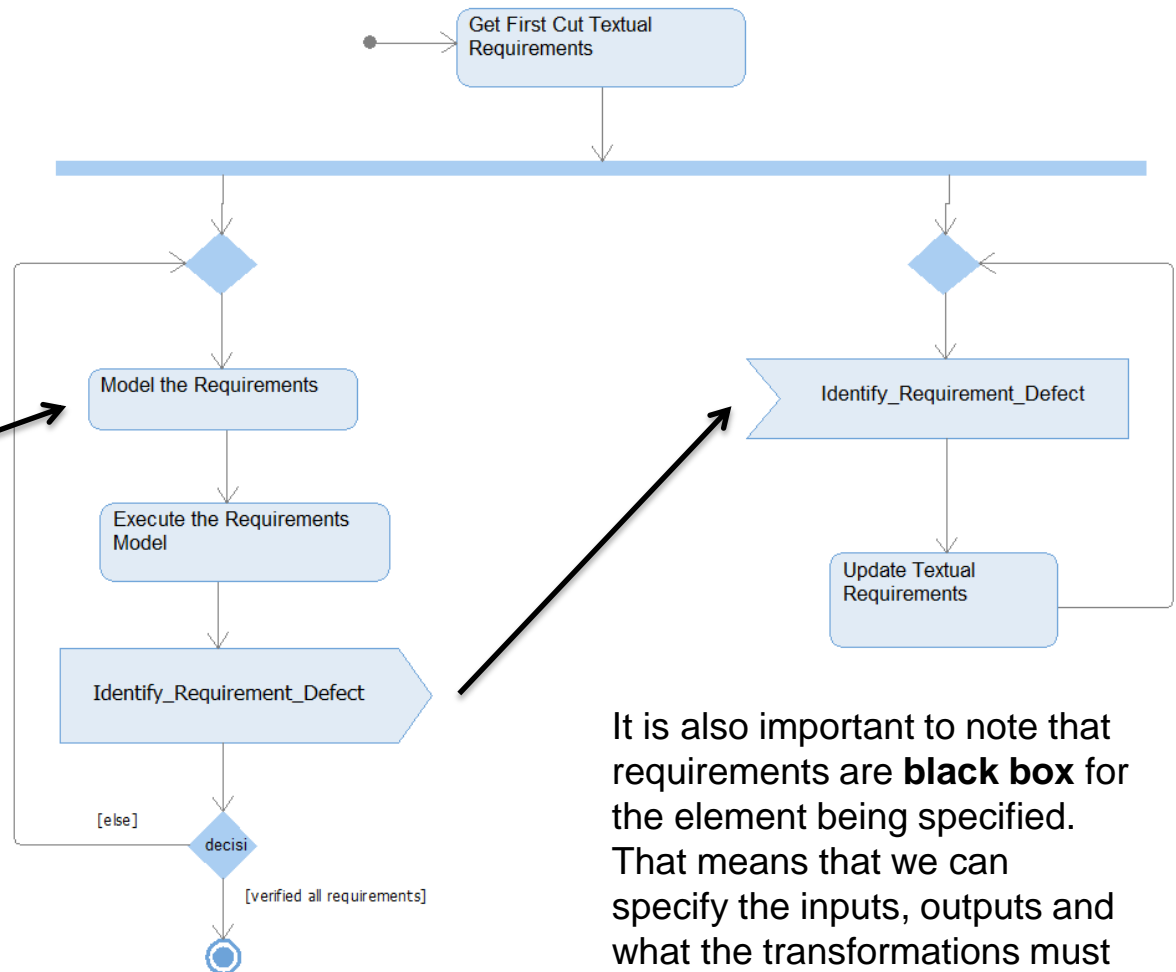 Get First Cut Textual
Requirements
Model the Requirements
Execute the Requirements
Model
Identify_Requirement_Defect
[else]
decisi
[verified all requirements]
Identify_Requirement_Defect
Update Textual
Requirements
It is also important to note that
requirements are black box for
the element being specified.
That means that we can
specify the inputs, outputs and
what the transformations must